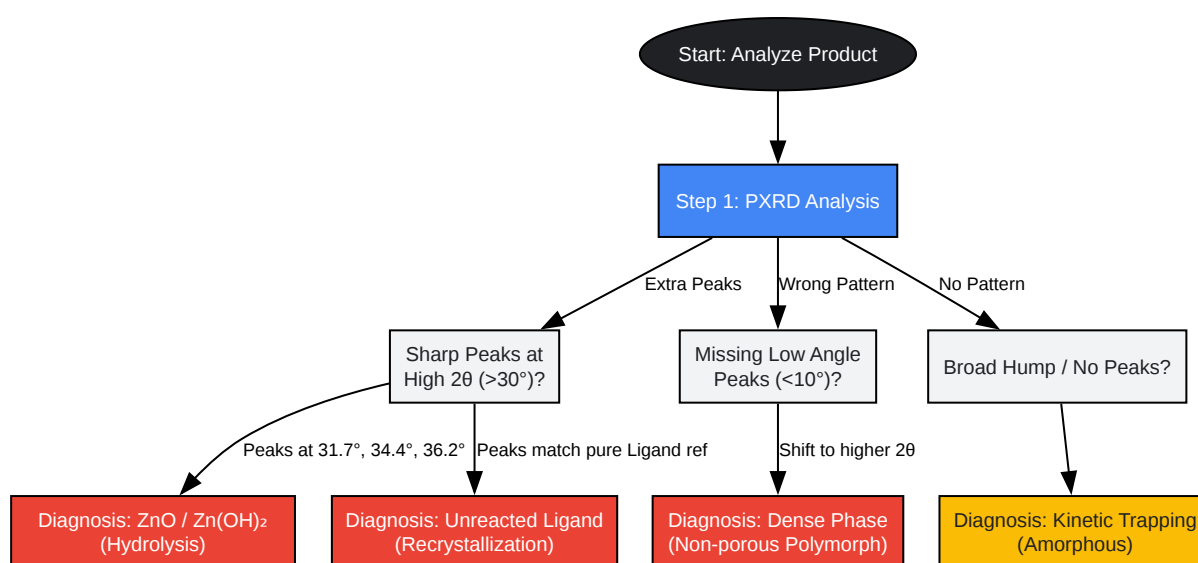 Start: Analyze Product
Step 1: PXRD Analysis
Extra Peaks
Wrong Pattern
No Pattern
Sharp Peaks at
High 2θ (>30°)?
Missing Low Angle
Peaks (<10°)?
Broad Hump / No Peaks?
Peaks at 31.7°, 34.4°, 36.2°
Peaks match pure Ligand ref
Shift to higher 2θ
Diagnosis: ZnO / Zn(OH)₂
(Hydrolysis)
Diagnosis: Unreacted Ligand
(Recrystallization)
Diagnosis: Dense Phase
(Non-porous Polymorph)
Diagnosis: Kinetic Trapping
(Amorphous)